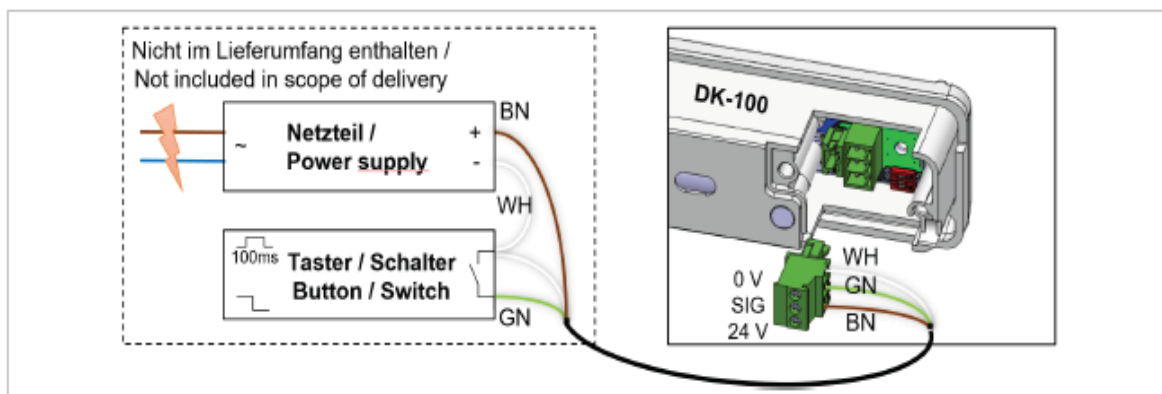 Nicht im Lieferumfang enthalten /
Not included in scope of delivery
BN
Netzteil /
Power supply
~
+
-
WH
100ms
Taster / Schalter
Button / Switch
GN
DK-100
WH
0 V
GN
SIG
BN
24 V